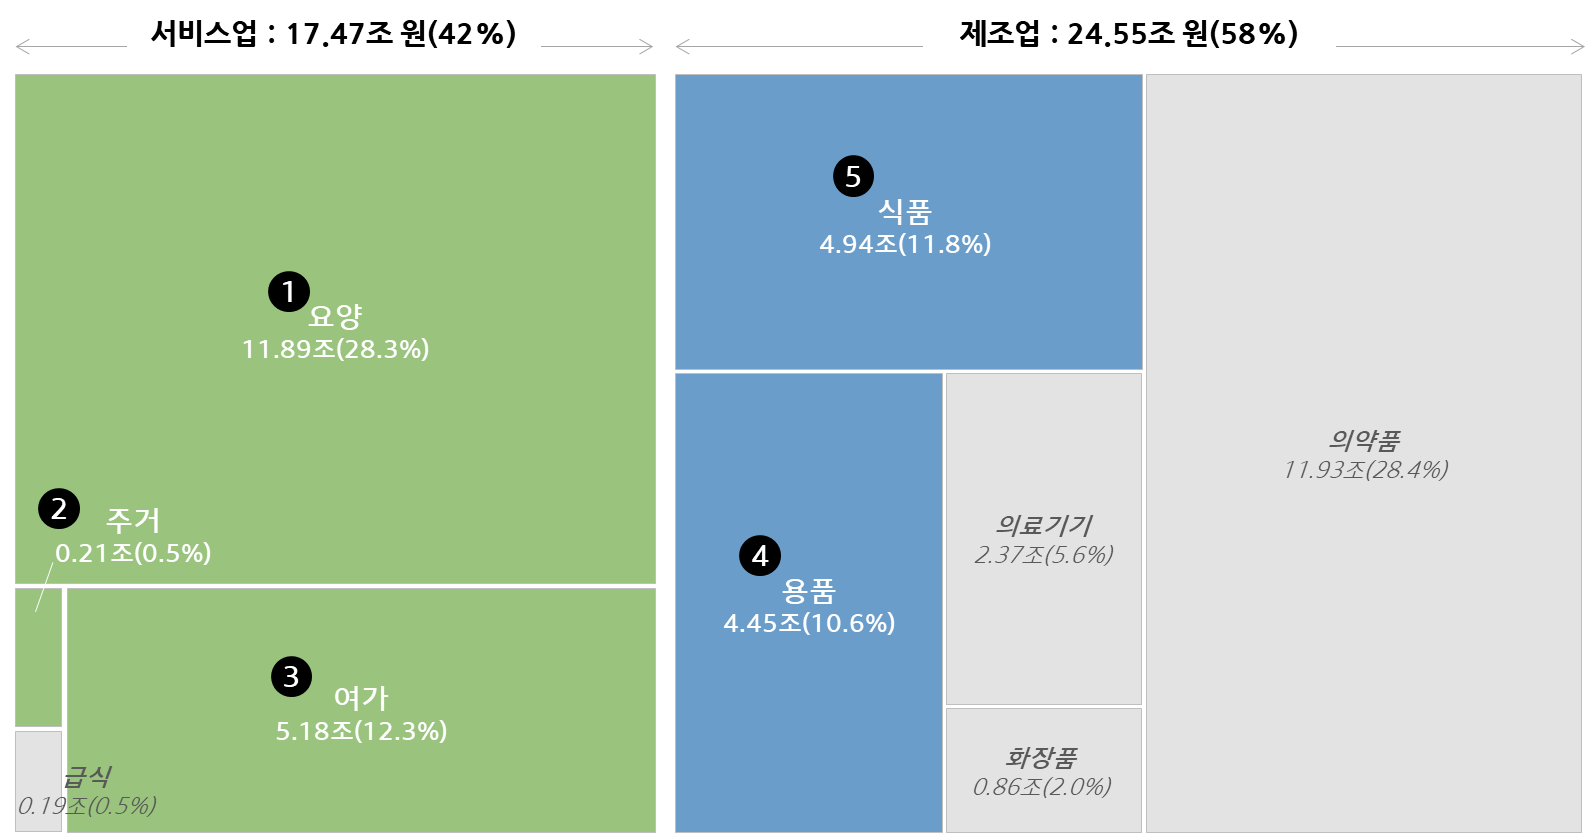 서비스업 : 17.47조 원(42%)
제조업 : 24.55조 원(58%)
1
요양
11.89조(28.3%)
2
주거
0.21조(0.5%)
3
여가
5.18조(12.3%)
급식
0.19조(0.5%)
5
식품
4.94조(11.8%)
4
용품
4.45조(10.6%)
의료기기
2.37조(5.6%)
화장품
0.86조(2.0%)
의약품
11.93조(28.4%)